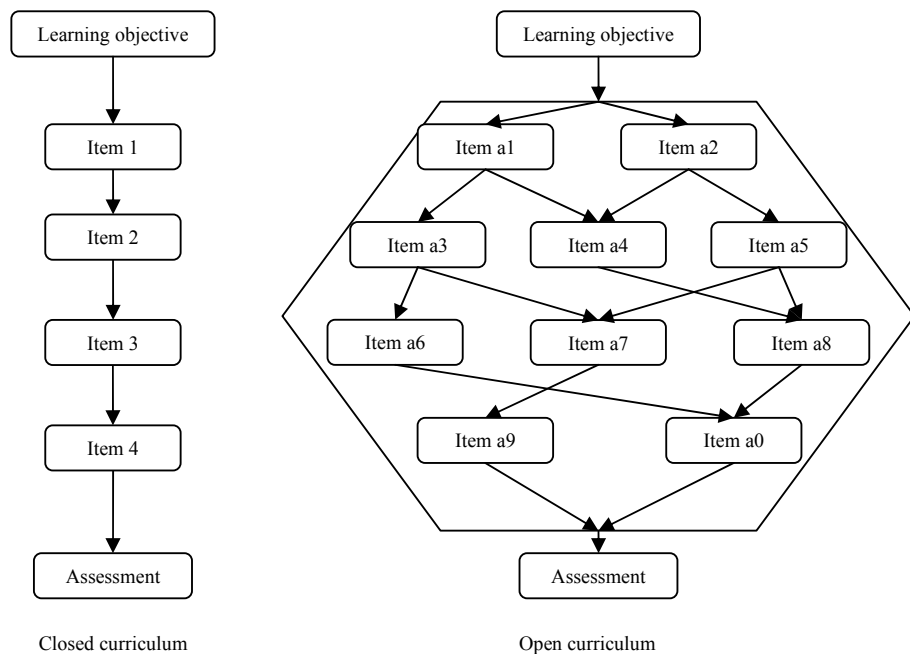 Learning objective
Item 1
Item 2
Item 3
Item 4
Assessment
Closed curriculum
Learning objective
Item a1
Item a2
Item a3
Item a4
Item a5
Item a6
Item a7
Item a8
Item a9
Item a0
Assessment
Open curriculum